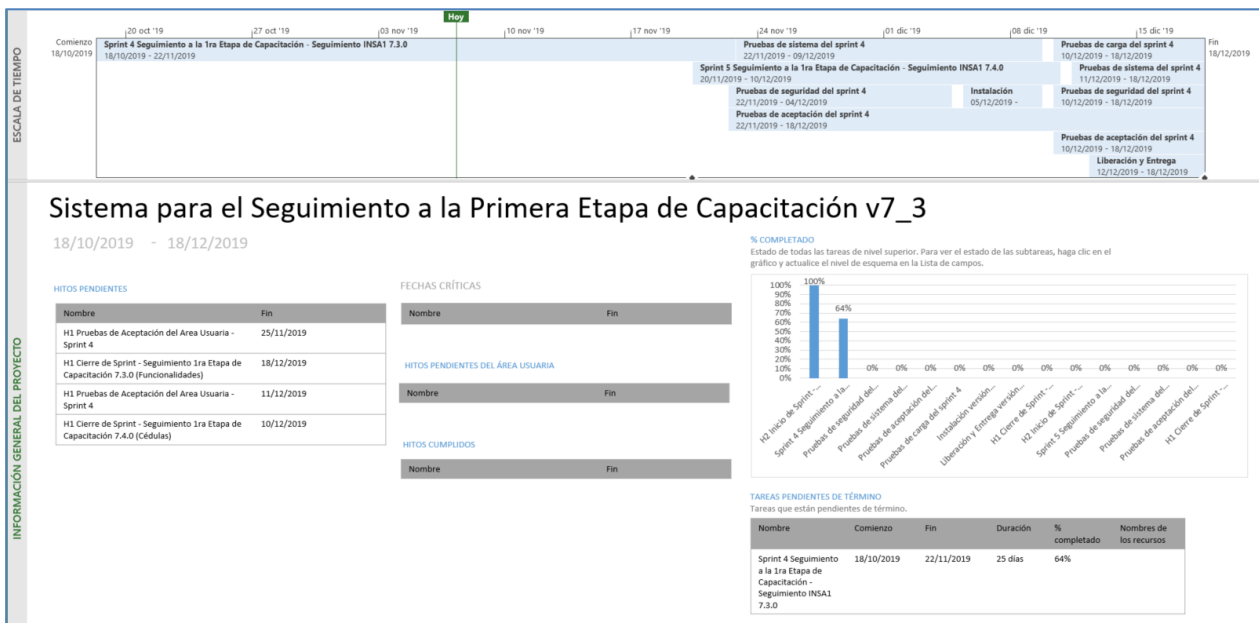 Hoy
20 oct '19
27 oct '19
03 nov '19
10 nov '19
17 nov '19
24 nov '19
01 dic '19
08 dic '19
15 dic '19
Comienzo
18/10/2019
Fin
18/12/2019
ESCALA DE TIEMPO
Sprint 4 Seguimiento a la 1ra Etapa de Capacitación - Seguimiento INSA1 7.3.0
18/10/2019 - 22/11/2019
Pruebas de sistema del sprint 4
22/11/2019 - 09/12/2019
Pruebas de carga del sprint 4
10/12/2019 - 18/12/2019
Sprint 5 Seguimiento a la 1ra Etapa de Capacitación - Seguimiento INSA1 7.4.0
20/11/2019 - 10/12/2019
Pruebas de sistema del sprint 4
11/12/2019 - 18/12/2019
Pruebas de seguridad del sprint 4
22/11/2019 - 04/12/2019
Instalación
05/12/2019 -
Pruebas de seguridad del sprint 4
10/12/2019 - 18/12/2019
Pruebas de aceptación del sprint 4
22/11/2019 - 18/12/2019
Pruebas de aceptación del sprint 4
10/12/2019 - 18/12/2019
Liberación y Entrega
12/12/2019 - 18/12/2019
INFORMACIÓN GENERAL DEL PROYECTO
Sistema para el Seguimiento a la Primera Etapa de Capacitación v7_3
18/10/2019 - 18/12/2019
HITOS PENDIENTES
Nombre Fin
H1 Pruebas de Aceptación del Area Usuaria - 25/11/2019
Sprint 4
H1 Cierre de Sprint - Seguimiento 1ra Etapa de 18/12/2019
Capacitación 7.3.0 (Funcionalidades)
H1 Pruebas de Aceptación del Area Usuaria - 11/12/2019
Sprint 4
H1 Cierre de Sprint - Seguimiento 1ra Etapa de 10/12/2019
Capacitación 7.4.0 (Cédulas)
FECHAS CRÍTICAS
Nombre Fin
HITOS PENDIENTES DEL ÁREA USUARIA
Nombre Fin
HITOS CUMPLIDOS
Nombre Fin
% COMPLETADO
Estado de todas las tareas de nivel superior. Para ver el estado de las subtareas, haga clic en el
gráfico y actualice el nivel de esquema en la Lista de campos.
100%
90%
80%
70%
60%
50%
40%
30%
20%
10%
0%
100%
64%
0% 0% 0% 0% 0% 0% 0% 0% 0% 0% 0% 0% 0%
H2 Inicio de Sprint -...
Sprint 4 Seguimiento a la...
Pruebas de seguridad del...
Pruebas de sistema del...
Pruebas de aceptación del...
Pruebas de carga del sprint 4
Instalación versión...
Liberación y Entrega versión...
H1 Cierre de Sprint -...
H2 Inicio de Sprint -...
Sprint 5 Seguimiento a la...
Pruebas de seguridad del...
Pruebas de sistema del...
Pruebas de aceptación del...
H1 Cierre de Sprint -...
TAREAS PENDIENTES DE TÉRMINO
Tareas que están pendientes de término.
Nombre Comienzo Fin Duración % completado Nombres de los recursos
Sprint 4 Seguimiento 18/10/2019 22/11/2019 25 días 64%
a la 1ra Etapa de
Capacitación -
Seguimiento INSA1
7.3.0